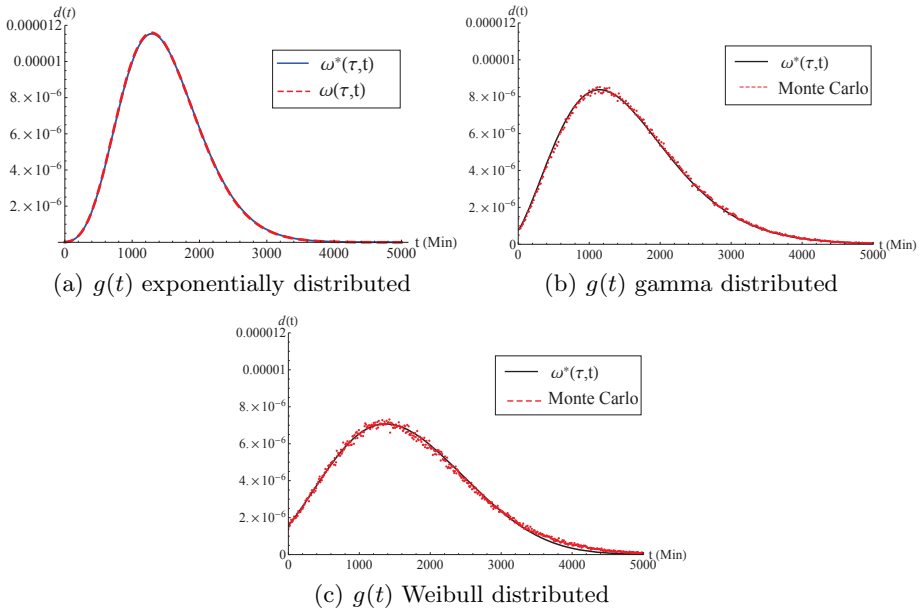 d(t)
0.000012
0.00001
8.×10⁻⁶
6.×10⁻⁶
4.×10⁻⁶
2.×10⁻⁶
0 1000 2000 3000 4000 5000
t (Min)
ω*(τ,t)
ω(τ,t)
(a) g(t) exponentially distributed
d(t)
0.000012
0.00001
8.×10⁻⁶
6.×10⁻⁶
4.×10⁻⁶
2.×10⁻⁶
0
0 1000 2000 3000 4000 5000
t (Min)
ω*(τ,t)
Monte Carlo
(b) g(t) gamma distributed
d(t)
0.000012
0.00001
8.×10⁻⁶
6.×10⁻⁶
4.×10⁻⁶
2.×10⁻⁶
0
0 1000 2000 3000 4000 5000
t (Min)
ω*(τ,t)
Monte Carlo
(c) g(t) Weibull distributed